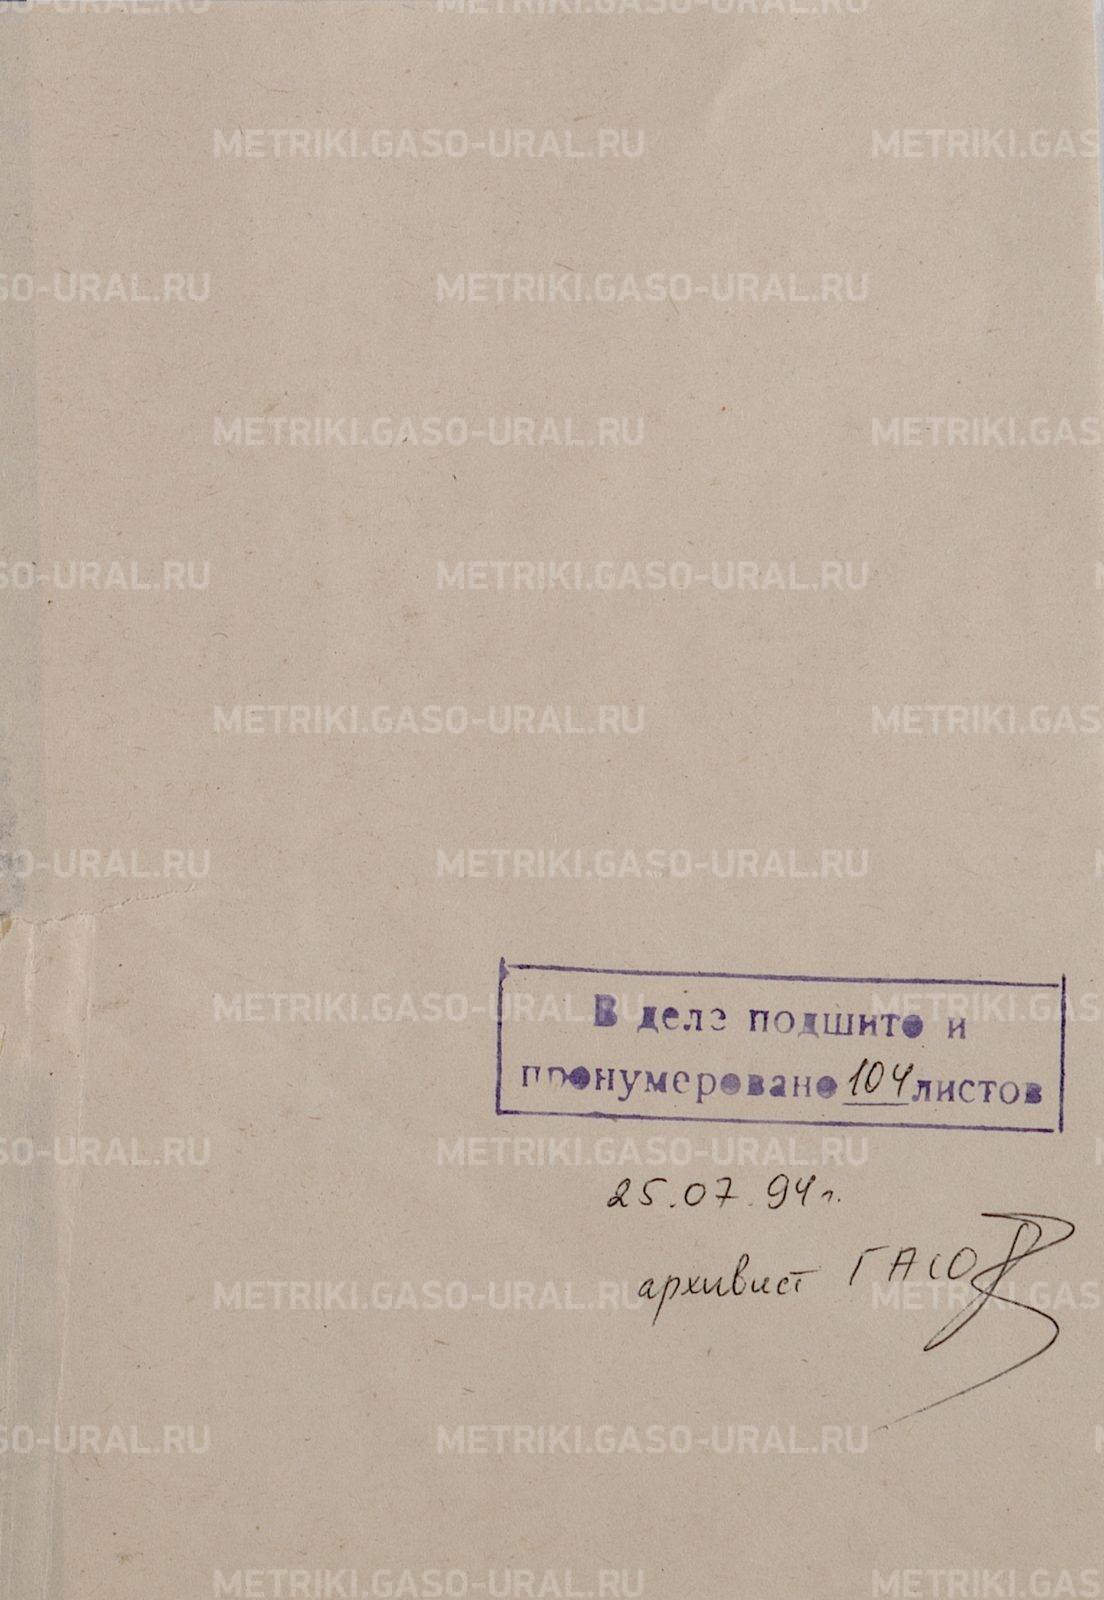 В деле подшито и
пронумеровано 104 листов
25.07.94 г.
архивист ГАСО
METRIKI.GASO-URAL.RU